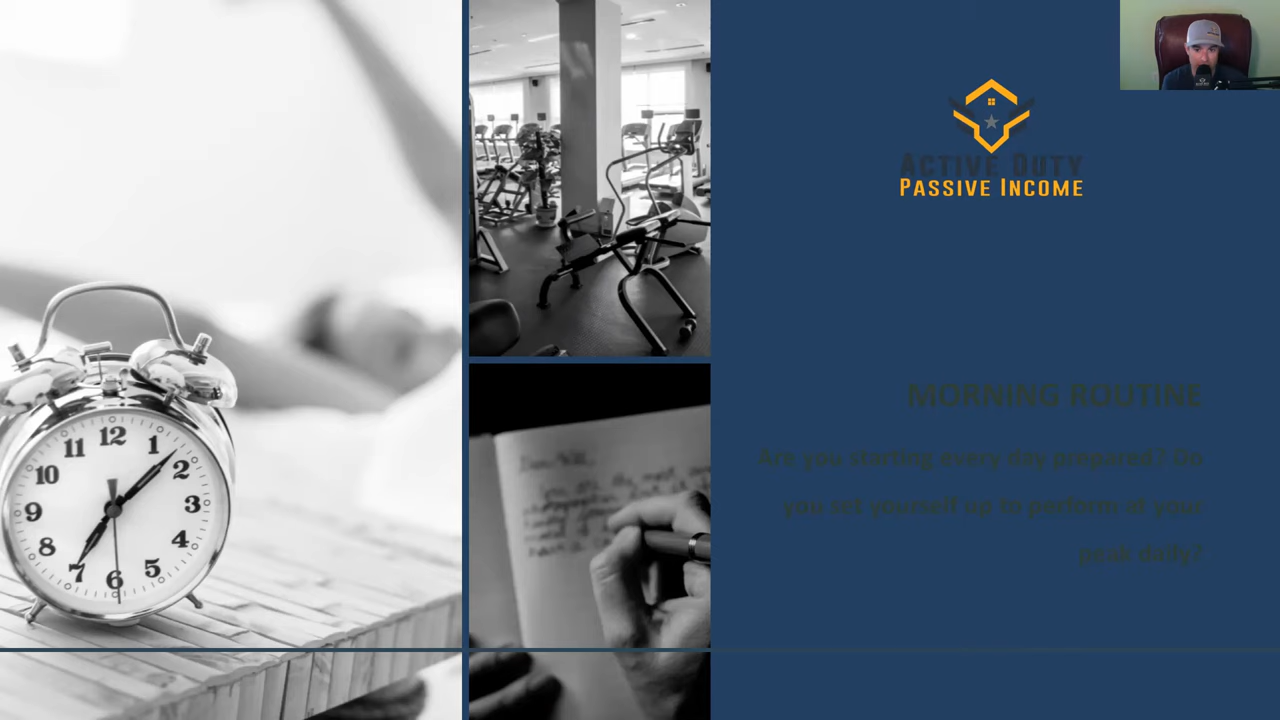 ACTIVE DUTY
PASSIVE INCOME
MORNING ROUTINE
Are you starting every day prepared? Do
you set yourself up to perform at your
peak daily?
12
1
2
3
4
5
6
7
8
9
10
11